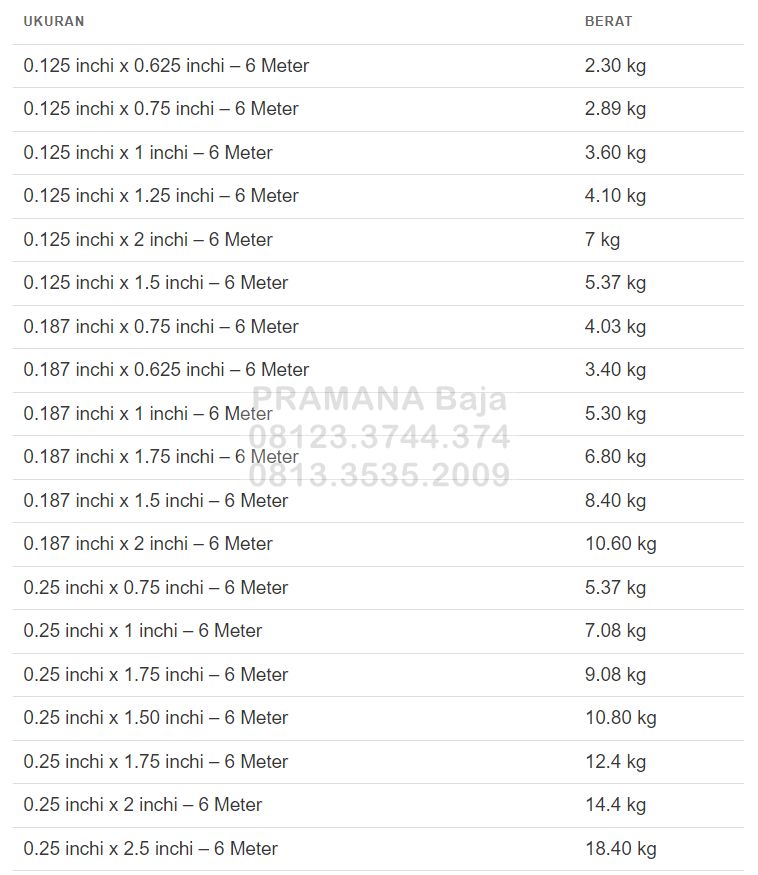 UKURAN BERAT
0.125 inchi x 0.625 inchi – 6 Meter 2.30 kg
0.125 inchi x 0.75 inchi – 6 Meter 2.89 kg
0.125 inchi x 1 inchi – 6 Meter 3.60 kg
0.125 inchi x 1.25 inchi – 6 Meter 4.10 kg
0.125 inchi x 2 inchi – 6 Meter 7 kg
0.125 inchi x 1.5 inchi – 6 Meter 5.37 kg
0.187 inchi x 0.75 inchi – 6 Meter 4.03 kg
0.187 inchi x 0.625 inchi – 6 Meter 3.40 kg
PRAMANA Baja
0.187 inchi x 1 inchi – 6 Meter 5.30 kg
08123.3744.374
0.187 inchi x 1.75 inchi – 6 Meter 6.80 kg
0813.3535.2009
0.187 inchi x 1.5 inchi – 6 Meter 8.40 kg
0.187 inchi x 2 inchi – 6 Meter 10.60 kg
0.25 inchi x 0.75 inchi – 6 Meter 5.37 kg
0.25 inchi x 1 inchi – 6 Meter 7.08 kg
0.25 inchi x 1.75 inchi – 6 Meter 9.08 kg
0.25 inchi x 1.50 inchi – 6 Meter 10.80 kg
0.25 inchi x 1.75 inchi – 6 Meter 12.4 kg
0.25 inchi x 2 inchi – 6 Meter 14.4 kg
0.25 inchi x 2.5 inchi – 6 Meter 18.40 kg